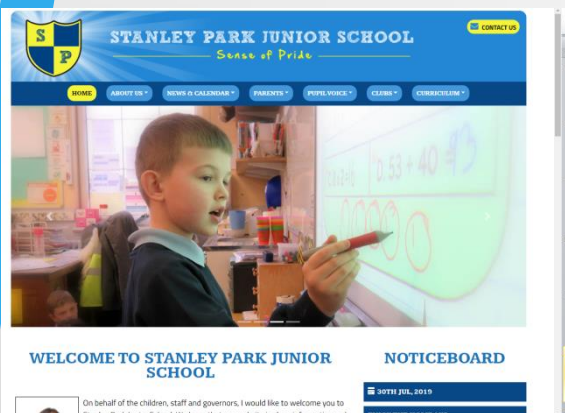 S
P
STANLEY PARK JUNIOR SCHOOL
Sense of Pride
CONTACT US
HOME
ABOUT US
NEWS & CALENDAR
PARENTS
PUPIL VOICE
CLUBS
CURRICULUM
0.53 + 40
WELCOME TO STANLEY PARK JUNIOR
SCHOOL
On behalf of the children, staff and governors, I would like to welcome you to
NOTICEBOARD
30TH JUL, 2019